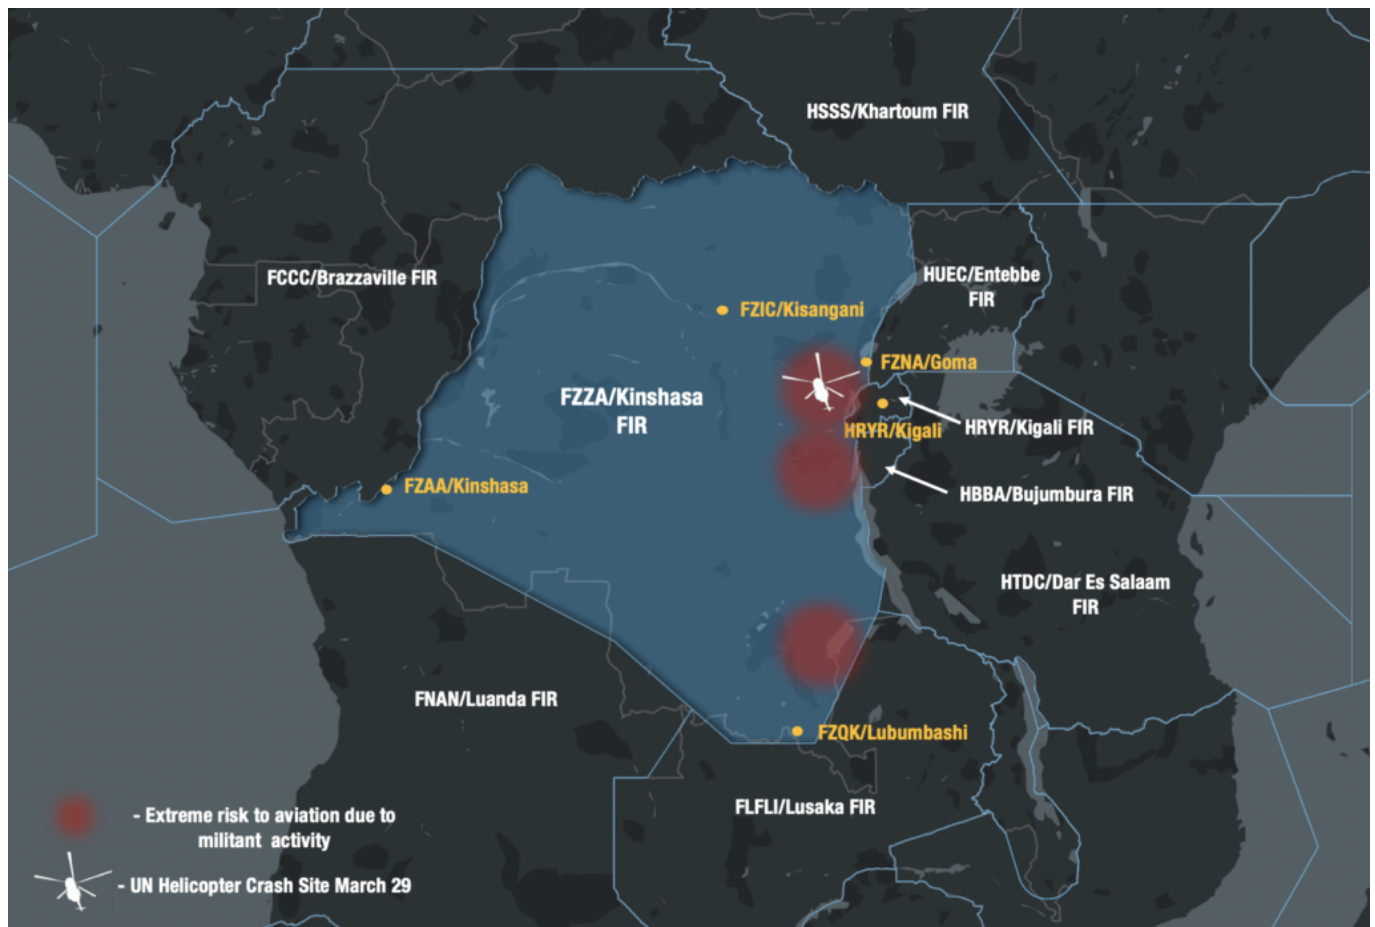 HSSS/Khartoum FIR
FCCC/Brazzaville FIR
HUEC/Entebbe
FIR
FZIC/Kisangani
FZNA/Goma
FZZA/Kinshasa
FIR
HRYR/Kigali
HRYR/Kigali FIR
FZAA/Kinshasa
HBBA/Bujumbura FIR
HTDC/Dar Es Salaam
FIR
FNAN/Luanda FIR
FZQK/Lubumbashi
FLFLI/Lusaka FIR
- Extreme risk to aviation due to
militant activity
- UN Helicopter Crash Site March 29